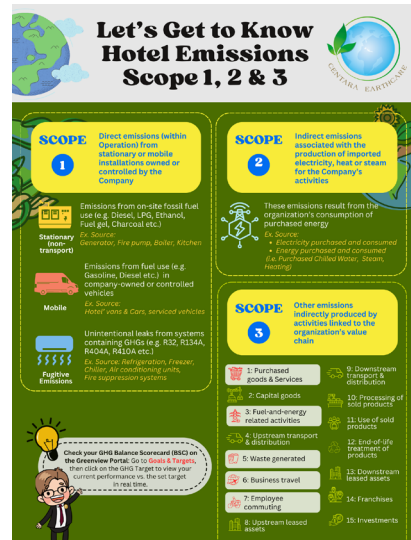 Let's Get to Know
Hotel Emissions
Scope 1, 2 & 3
CENTARA EARTHCARE
SCOPE
1
Direct emissions (within
Operation) from
stationary or mobile
installations owned or
controlled by the
Company
Stationary
(non-
transport)
Emissions from on-site fossil fuel
use (e.g. Diesel, LPG, Ethanol,
Fuel gel, Charcoal etc.)
Ex. Source:
Generator, Fire pump, Boiler, Kitchen
Mobile
Emissions from fuel use (e.g.
Gasoline, Diesel etc.) in
company-owned or controlled
vehicles
Ex. Source:
Hotel' vans & Cars, serviced vehicles
Fugitive
Emissions
Unintentional leaks from systems
containing GHGs (e.g. R32, R134A,
R404A, R410A etc.)
Ex. Source: Refrigeration, Freezer,
Chiller, Air conditioning units,
Fire suppression systems
Check your GHG Balance Scorecard (BSC) on
the Greenview Portal: Go to Goals & Targets,
then click on the GHG Target to view your
current performance vs. the set target
in real time.
SCOPE
2
Indirect emissions
associated with the
production of imported
electricity, heat or steam
for the Company's
activities
These emissions result from the
organization's consumption of
purchased energy
Ex. Source:
• Electricity purchased and consumed
• Energy purchased and consumed
(i.e. Purchased Chilled Water, Steam,
Heating)
SCOPE
3
Other emissions
indirectly produced by
activities linked to the
organization's value
chain
1: Purchased
goods & Services
2: Capital goods
3: Fuel-and-energy
related activities
4: Upstream transport
& distribution
5: Waste generated
6: Business travel
7: Employee
commuting
8: Upstream leased
assets
9: Downstream
transport &
distribution
10: Processing of
sold products
11: Use of sold
products
12: End-of-life
treatment of
products
13: Downstream
leased assets
14: Franchises
15: Investments